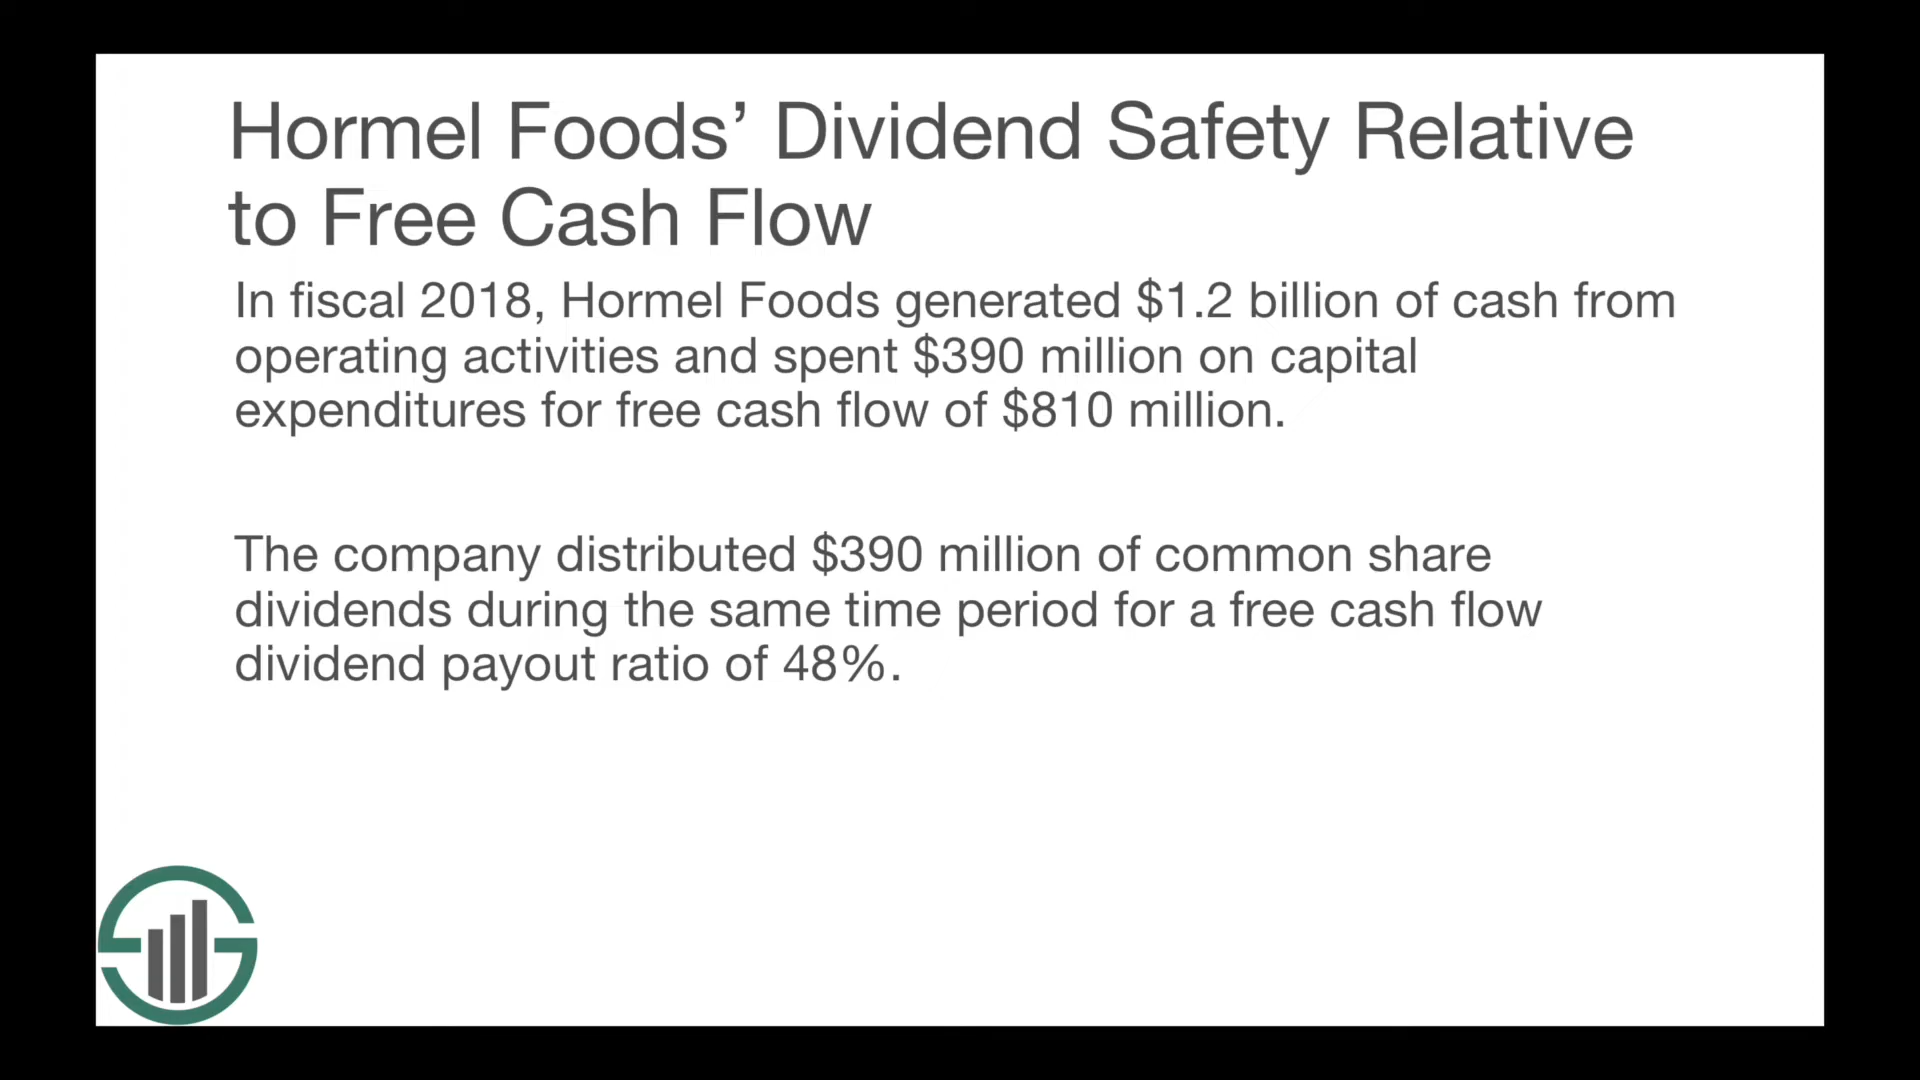 Hormel Foods’ Dividend Safety Relative
to Free Cash Flow
In fiscal 2018, Hormel Foods generated $1.2 billion of cash from
operating activities and spent $390 million on capital
expenditures for free cash flow of $810 million.
The company distributed $390 million of common share
dividends during the same time period for a free cash flow
dividend payout ratio of 48%.